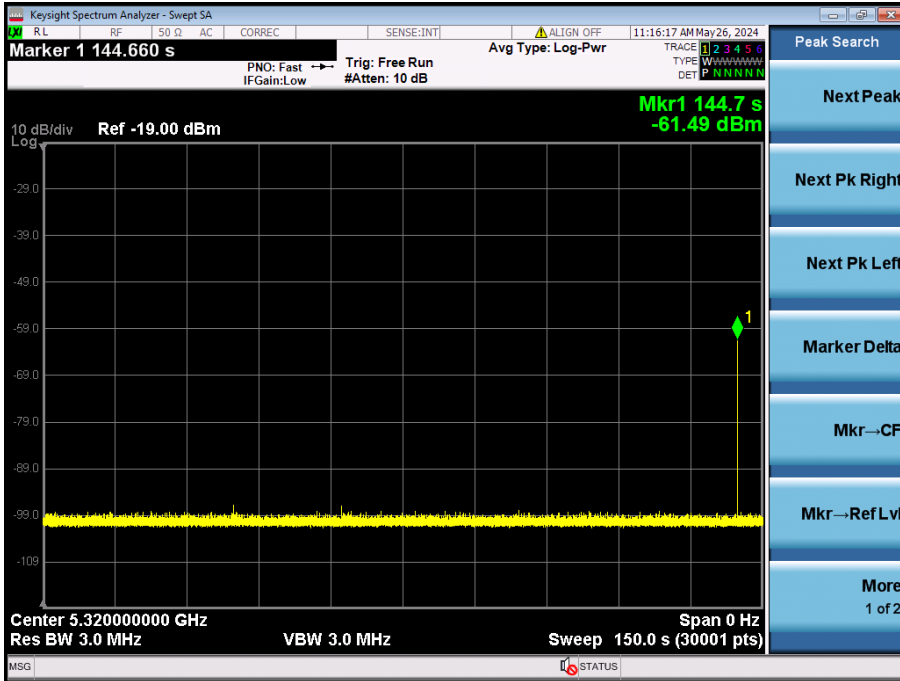 Keysight Spectrum Analyzer - Swept SA
LXI RL RF 50 Ω AC CORREC SENSE:INT ALIGN OFF 11:16:17 AM May 26, 2024
Marker 1 144.660 s
PNO: Fast
IFGain:Low
Trig: Free Run
#Atten: 10 dB
Avg Type: Log-Pwr
TRACE 1 2 3 4 5 6
TYPE WWWWWW
DET P N N N N N
Mkr1 144.7 s
-61.49 dBm
10 dB/div Ref -19.00 dBm
Log
-29.0
-39.0
-49.0
-59.0
1
-69.0
-79.0
-89.0
-99.0
-109
Center 5.320000000 GHz Span 0 Hz
Res BW 3.0 MHz VBW 3.0 MHz Sweep 150.0 s (30001 pts)
MSG STATUS
Peak Search
Next Peak
Next Pk Right
Next Pk Left
Marker Delta
Mkr→CF
Mkr→Ref Lvl
More
1 of 2